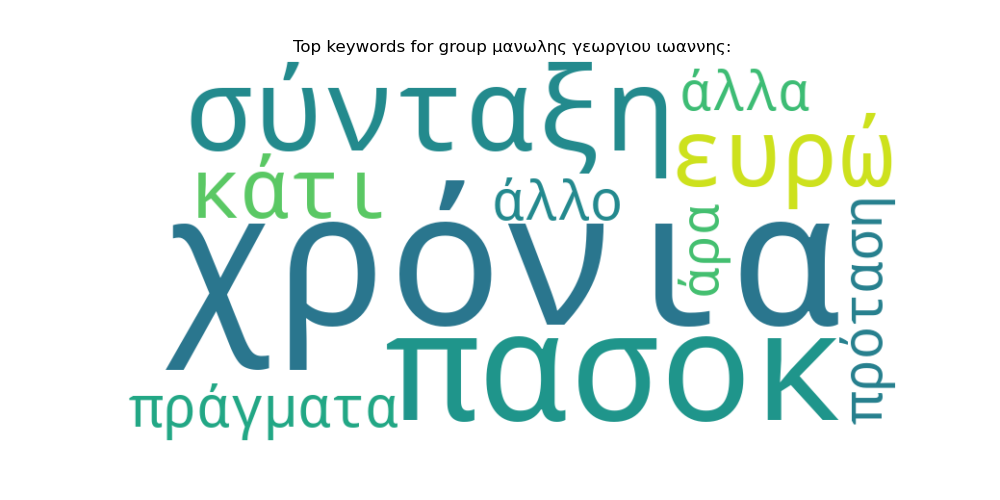 Top keywords for group μανωλης γεωργιου ιωαννης:
σύνταξη
άλλα
ευρώ
κάτι
άλλο
χρόνια
άρα
πρόταση
πασοκ
πράγματα